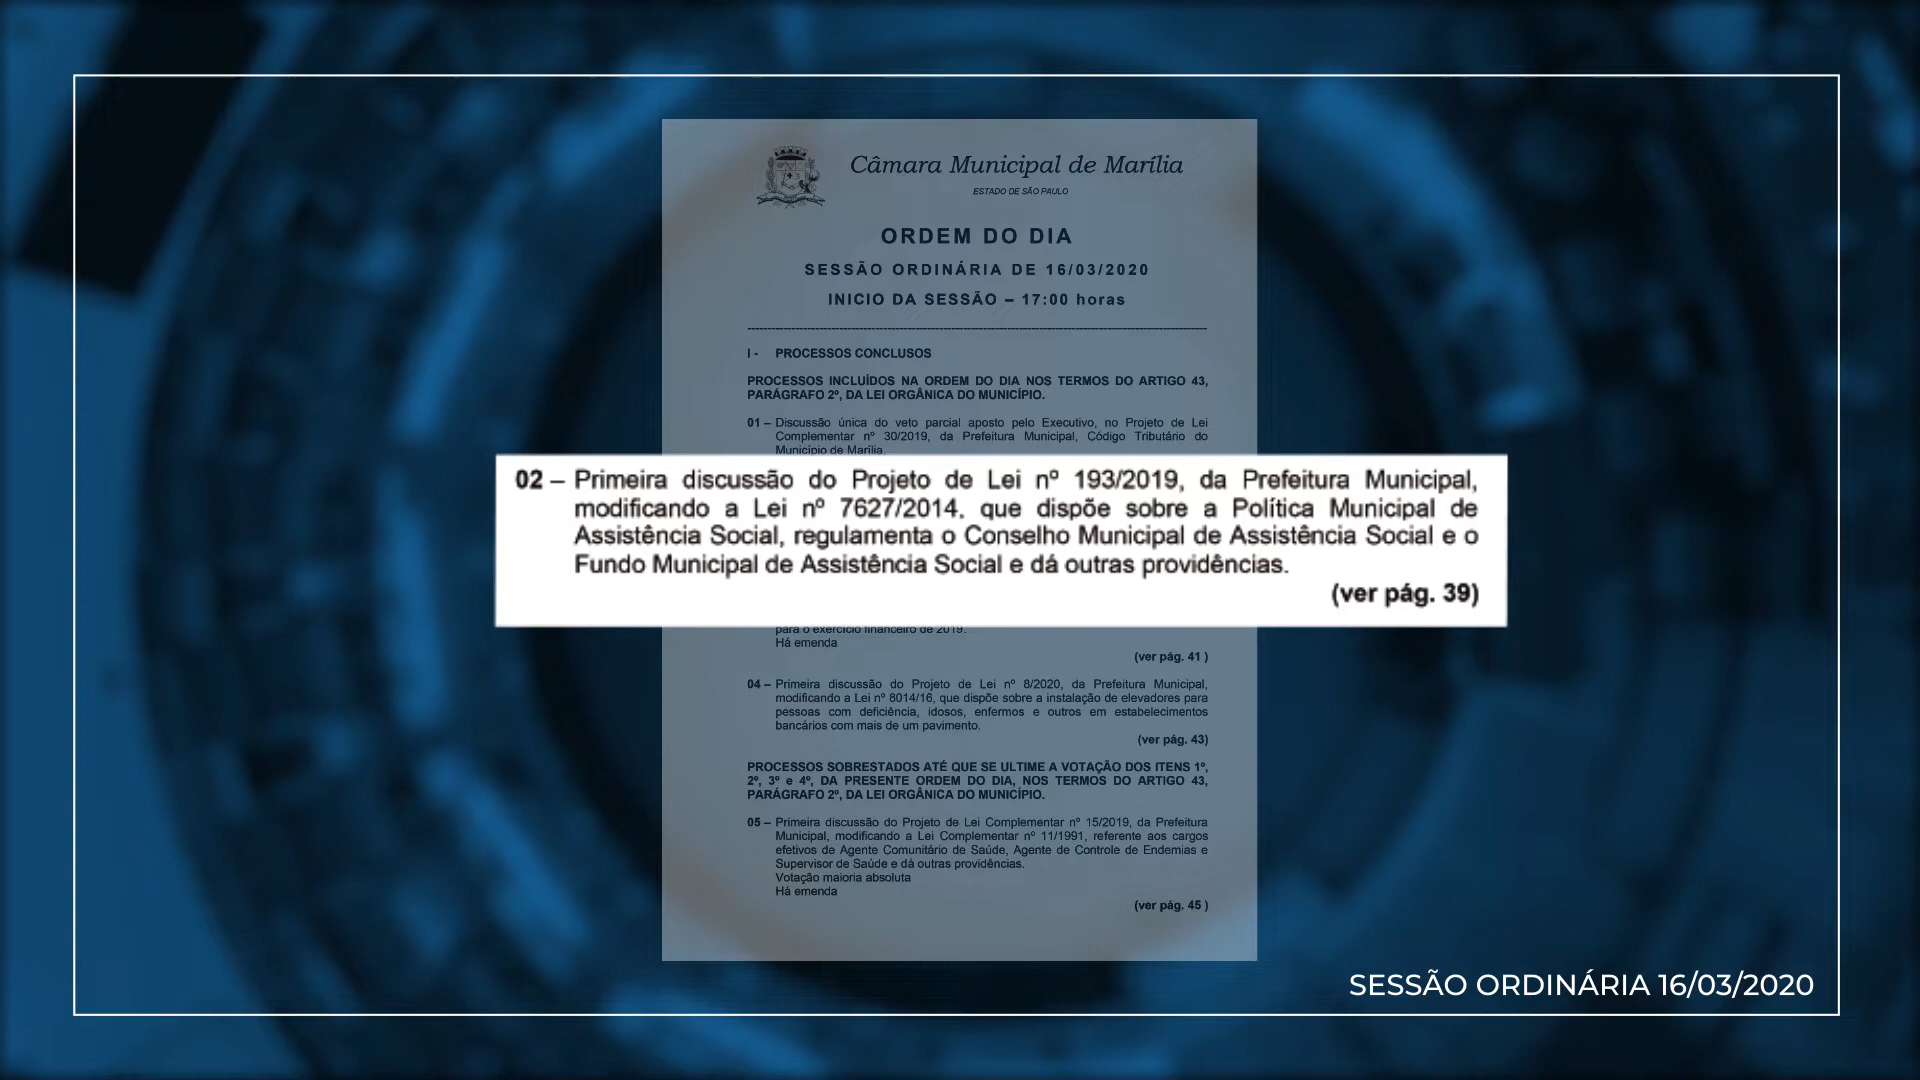 Câmara Municipal de Marília
ESTADO DE SÃO PAULO
ORDEM DO DIA
SESSÃO ORDINÁRIA DE 16/03/2020
INICIO DA SESSÃO – 17:00 horas
I - PROCESSOS CONCLUSOS
PROCESSOS INCLUÍDOS NA ORDEM DO DIA NOS TERMOS DO ARTIGO 43,
PARÁGRAFO 2º, DA LEI ORGÂNICA DO MUNICÍPIO.
01 – Discussão única do veto parcial aposto pelo Executivo, no Projeto de Lei
Complementar nº 30/2019, da Prefeitura Municipal, Código Tributário do
Município de Marília.
02 – Primeira discussão do Projeto de Lei nº 193/2019, da Prefeitura Municipal,
modificando a Lei nº 7627/2014, que dispõe sobre a Política Municipal de
Assistência Social, regulamenta o Conselho Municipal de Assistência Social e o
Fundo Municipal de Assistência Social e dá outras providências.
(ver pág. 39)
para o exercício financeiro de 2019.
Há emenda
(ver pág. 41 )
04 – Primeira discussão do Projeto de Lei nº 8/2020, da Prefeitura Municipal,
modificando a Lei nº 8014/16, que dispõe sobre a instalação de elevadores para
pessoas com deficiência, idosos, enfermos e outros em estabelecimentos
bancários com mais de um pavimento.
(ver pág. 43)
PROCESSOS SOBRESTADOS ATÉ QUE SE ULTIME A VOTAÇÃO DOS ITENS 1º,
2º, 3º e 4º, DA PRESENTE ORDEM DO DIA, NOS TERMOS DO ARTIGO 43,
PARÁGRAFO 2º, DA LEI ORGÂNICA DO MUNICÍPIO.
05 – Primeira discussão do Projeto de Lei Complementar nº 15/2019, da Prefeitura
Municipal, modificando a Lei Complementar nº 11/1991, referente aos cargos
efetivos de Agente Comunitário de Saúde, Agente de Controle de Endemias e
Supervisor de Saúde e dá outras providências.
Votação maioria absoluta
Há emenda
(ver pág. 45 )
SESSÃO ORDINÁRIA 16/03/2020